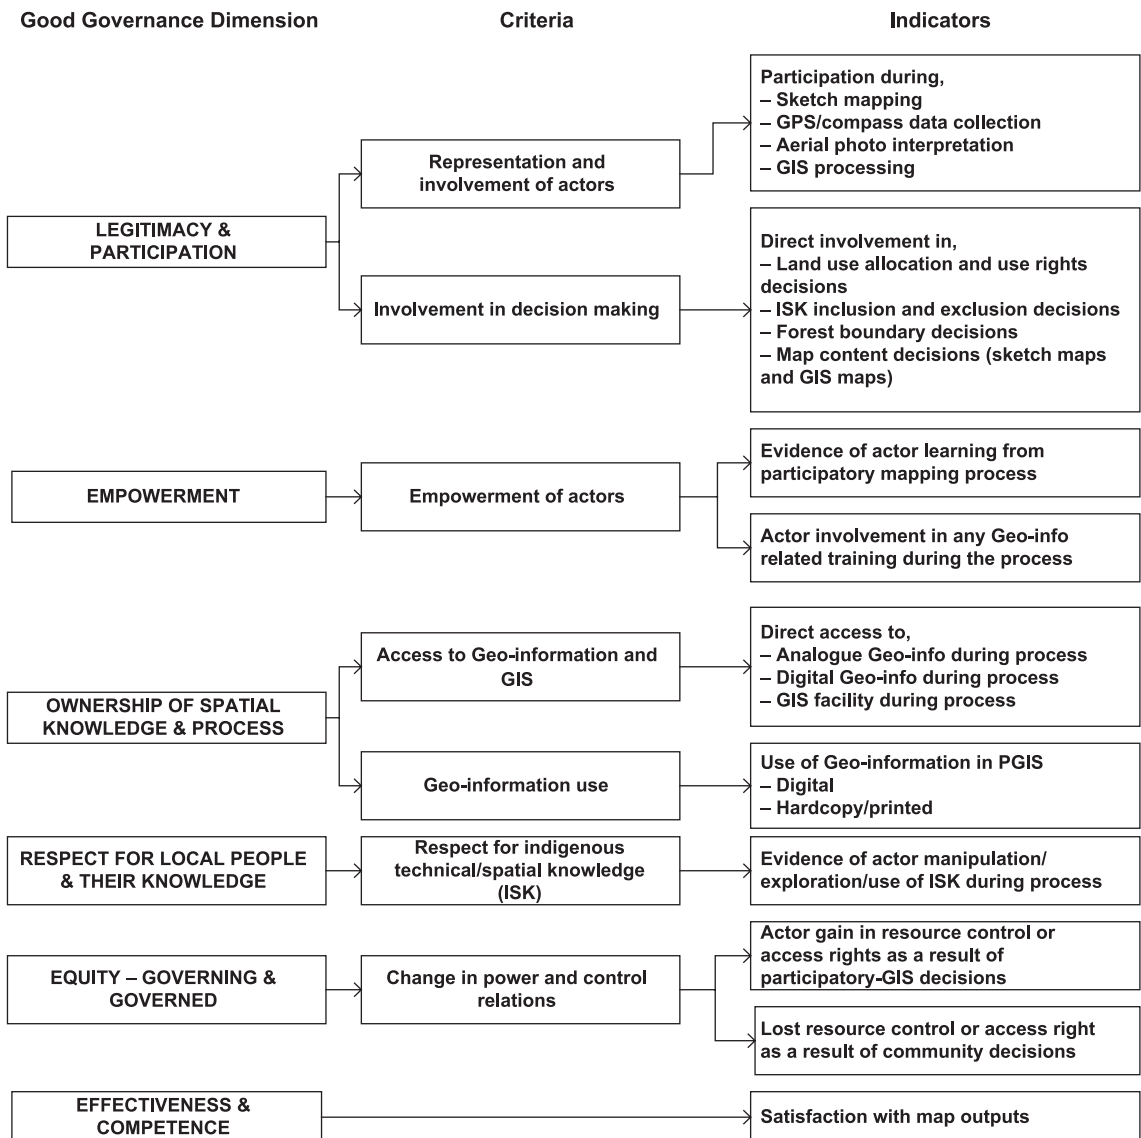 Good Governance Dimension
Criteria
Indicators
LEGITIMACY &
PARTICIPATION
Representation and
involvement of actors
Participation during,
– Sketch mapping
– GPS/compass data collection
– Aerial photo interpretation
– GIS processing
Involvement in decision making
Direct involvement in,
– Land use allocation and use rights
decisions
– ISK inclusion and exclusion decisions
– Forest boundary decisions
– Map content decisions (sketch maps
and GIS maps)
EMPOWERMENT
Empowerment of actors
Evidence of actor learning from
participatory mapping process
Actor involvement in any Geo-info
related training during the process
OWNERSHIP OF SPATIAL
KNOWLEDGE & PROCESS
Access to Geo-information and
GIS
Direct access to,
– Analogue Geo-info during process
– Digital Geo-info during process
– GIS facility during process
Geo-information use
Use of Geo-information in PGIS
– Digital
– Hardcopy/printed
RESPECT FOR LOCAL PEOPLE
& THEIR KNOWLEDGE
Respect for indigenous
technical/spatial knowledge
(ISK)
Evidence of actor manipulation/
exploration/use of ISK during process
EQUITY – GOVERNING &
GOVERNED
Change in power and control
relations
Actor gain in resource control or
access rights as a result of
participatory-GIS decisions
Lost resource control or access right
as a result of community decisions
EFFECTIVENESS &
COMPETENCE
Satisfaction with map outputs